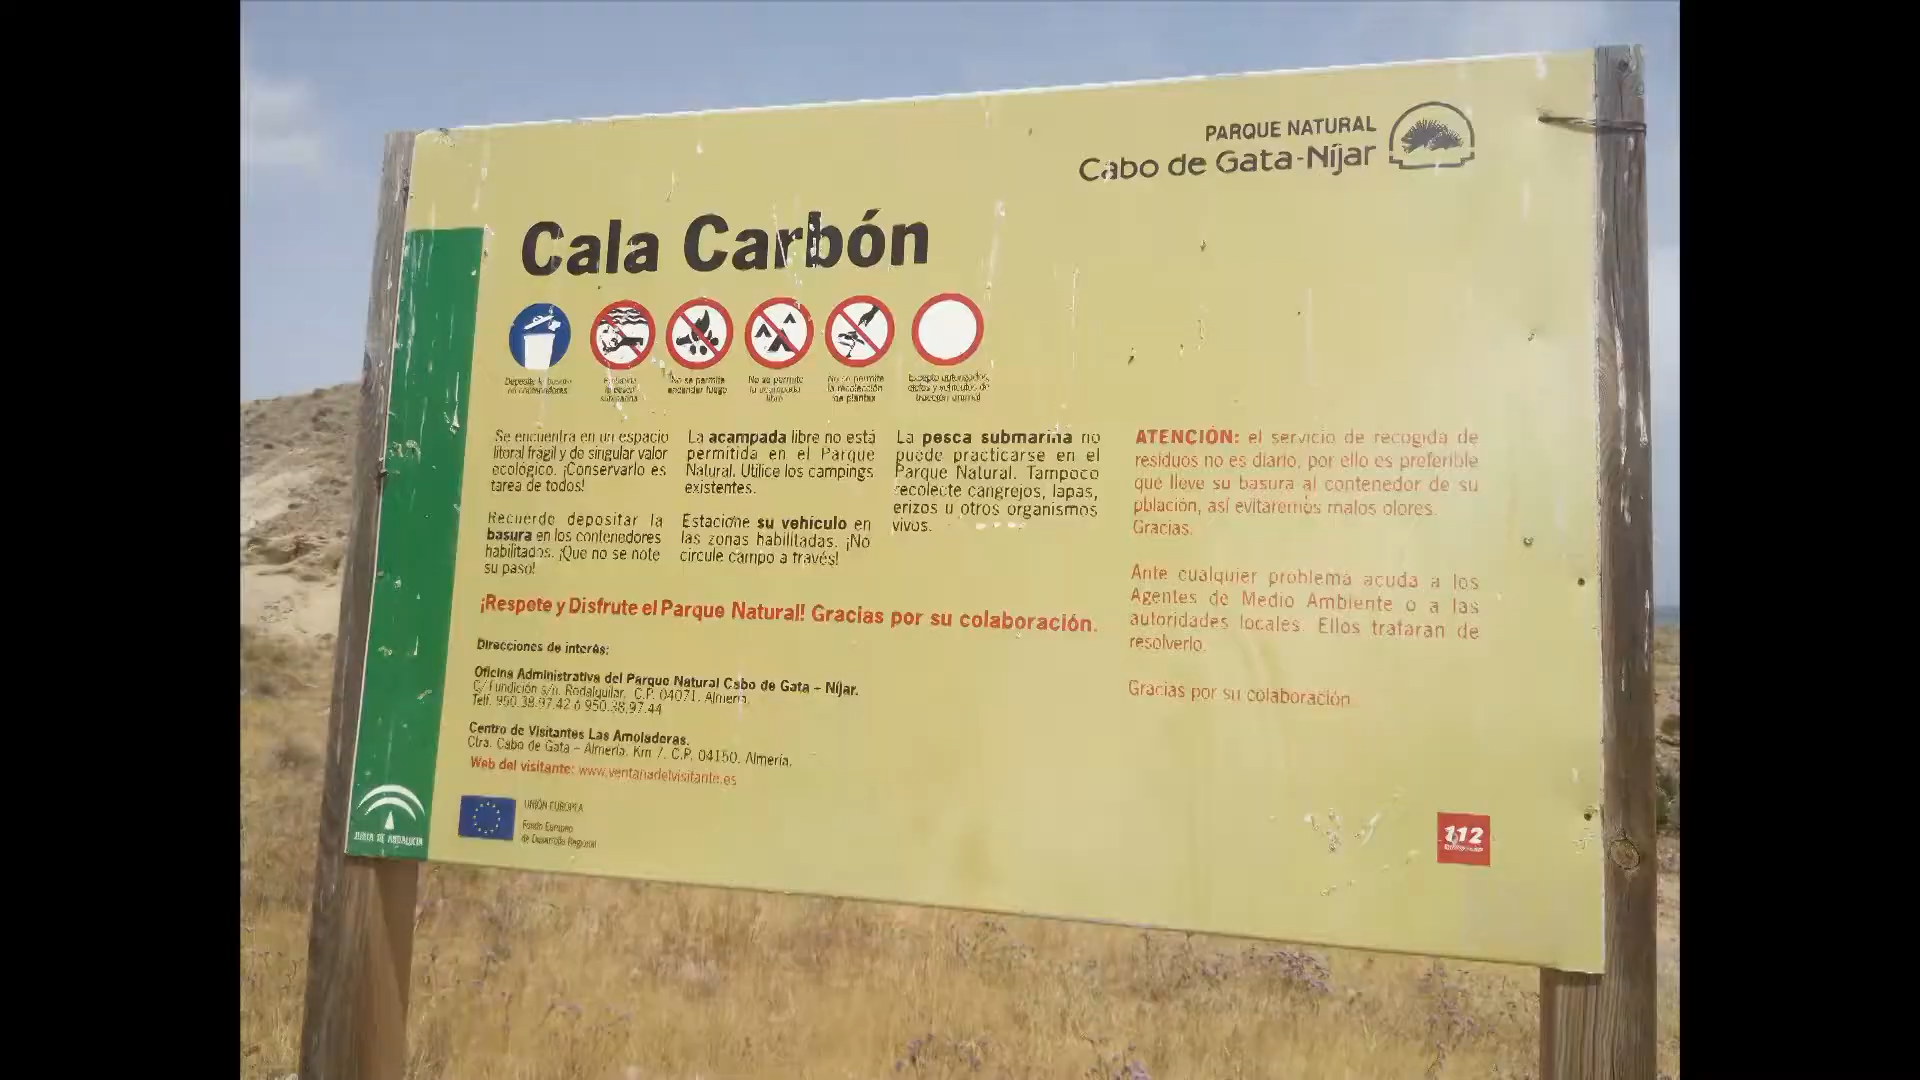 PARQUE NATURAL
Cabo de Gata-Níjar
Cala Carbón
Deposite la basura
en contenedores
Prohibida
la pesca
submarina
No se permite
encender fuego
No se permite
la acampada
libre
No se permite
la recolección
de plantas
Excepto autorizados,
vehículos de
tracción animal
Se encuentra en un espacio
litoral frágil y de singular valor
ecológico. ¡Conservarlo es
tarea de todos!
Recuerde depositar la
basura en los contenedores
habilitados. ¡Que no se note
su paso!
La acampada libre no está
permitida en el Parque
Natural. Utilice los campings
existentes.
Estacione su vehículo en
las zonas habilitadas. ¡No
circule campo a través!
La pesca submarina no
puede practicarse en el
Parque Natural. Tampoco
recolecte cangrejos, lapas,
erizos u otros organismos
vivos.
ATENCIÓN: el servicio de recogida de
residuos no es diario, por ello es preferible
que lleve su basura al contenedor de su
población, así evitaremos malos olores.
Gracias.
Ante cualquier problema acuda a los
Agentes de Medio Ambiente o a las
autoridades locales. Ellos trataran de
resolverlo.
Gracias por su colaboración.
¡Respete y Disfrute el Parque Natural! Gracias por su colaboración.
Direcciones de interés:
Oficina Administrativa del Parque Natural Cabo de Gata – Níjar.
C/ Fundición s/n. Rodalquilar. C.P. 04071. Almería.
Telf. 950.38.97.42 ó 950.38.97.44
Centro de Visitantes Las Amoladeras.
Ctra. Cabo de Gata – Almería. Km 7. C.P. 04150. Almería.
Web del visitante: www.ventanadelvisitante.es
JUNTA DE ANDALUCIA
UNIÓN EUROPEA
Fondo Europeo
de Desarrollo Regional
112